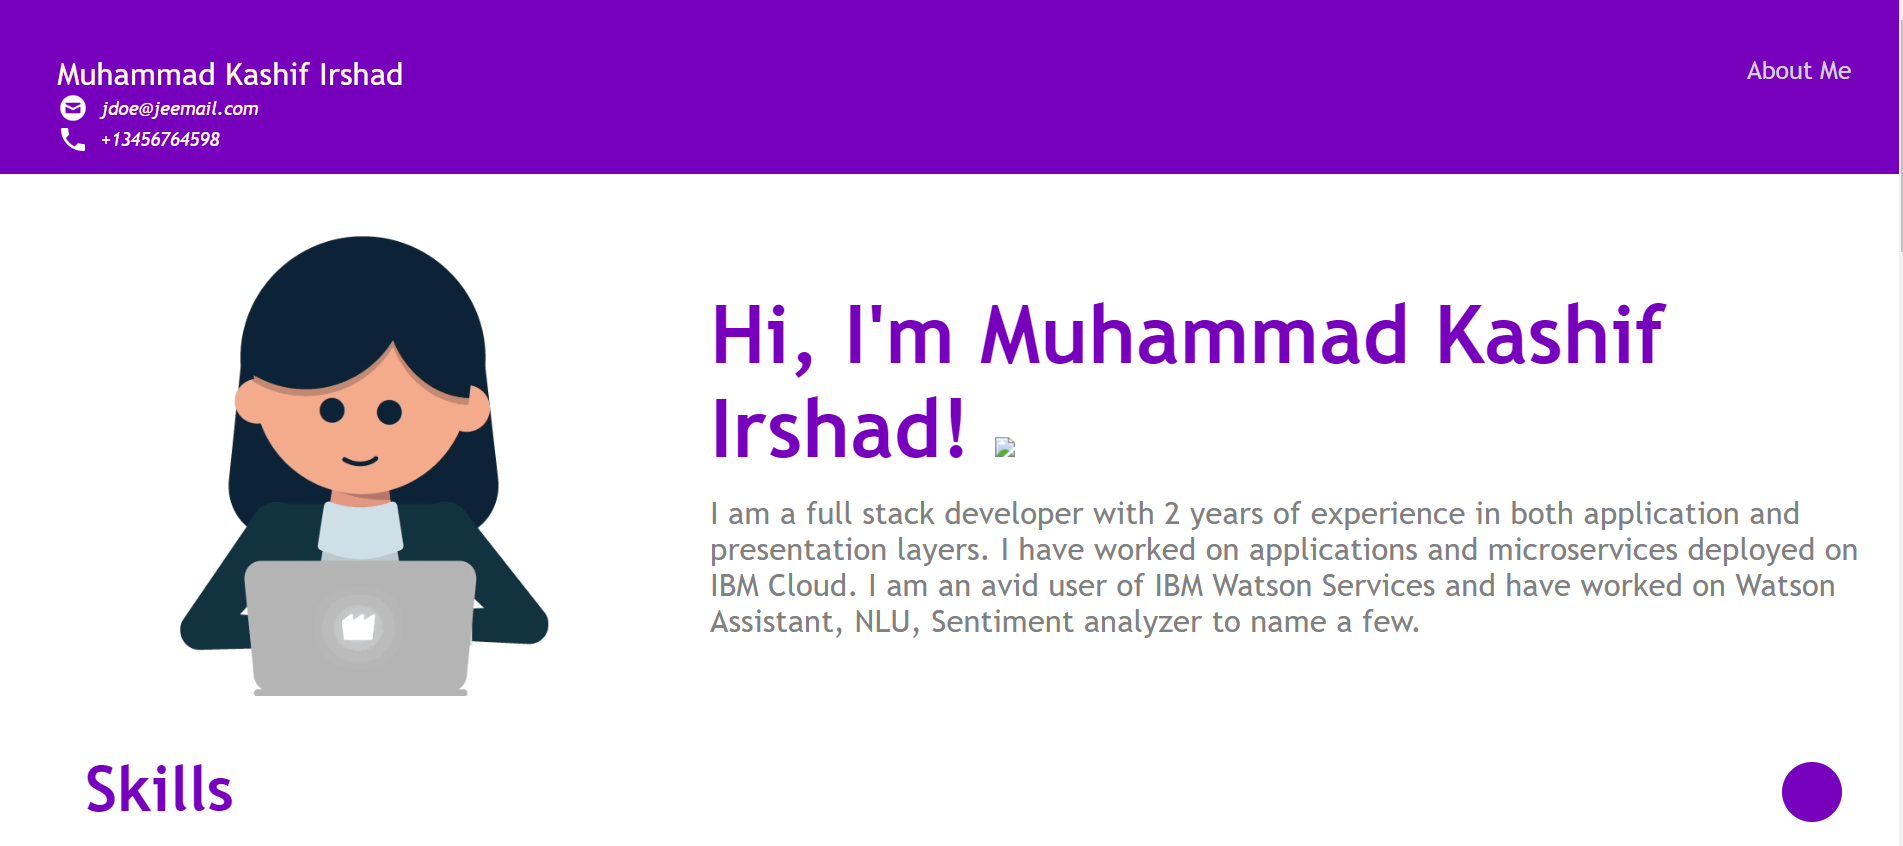 Muhammad Kashif Irshad
About Me
jdoe@jeemail.com
+13456764598
Hi, I'm Muhammad Kashif
Irshad!
I am a full stack developer with 2 years of experience in both application and
presentation layers. I have worked on applications and microservices deployed on
IBM Cloud. I am an avid user of IBM Watson Services and have worked on Watson
Assistant, NLU, Sentiment analyzer to name a few.
Skills